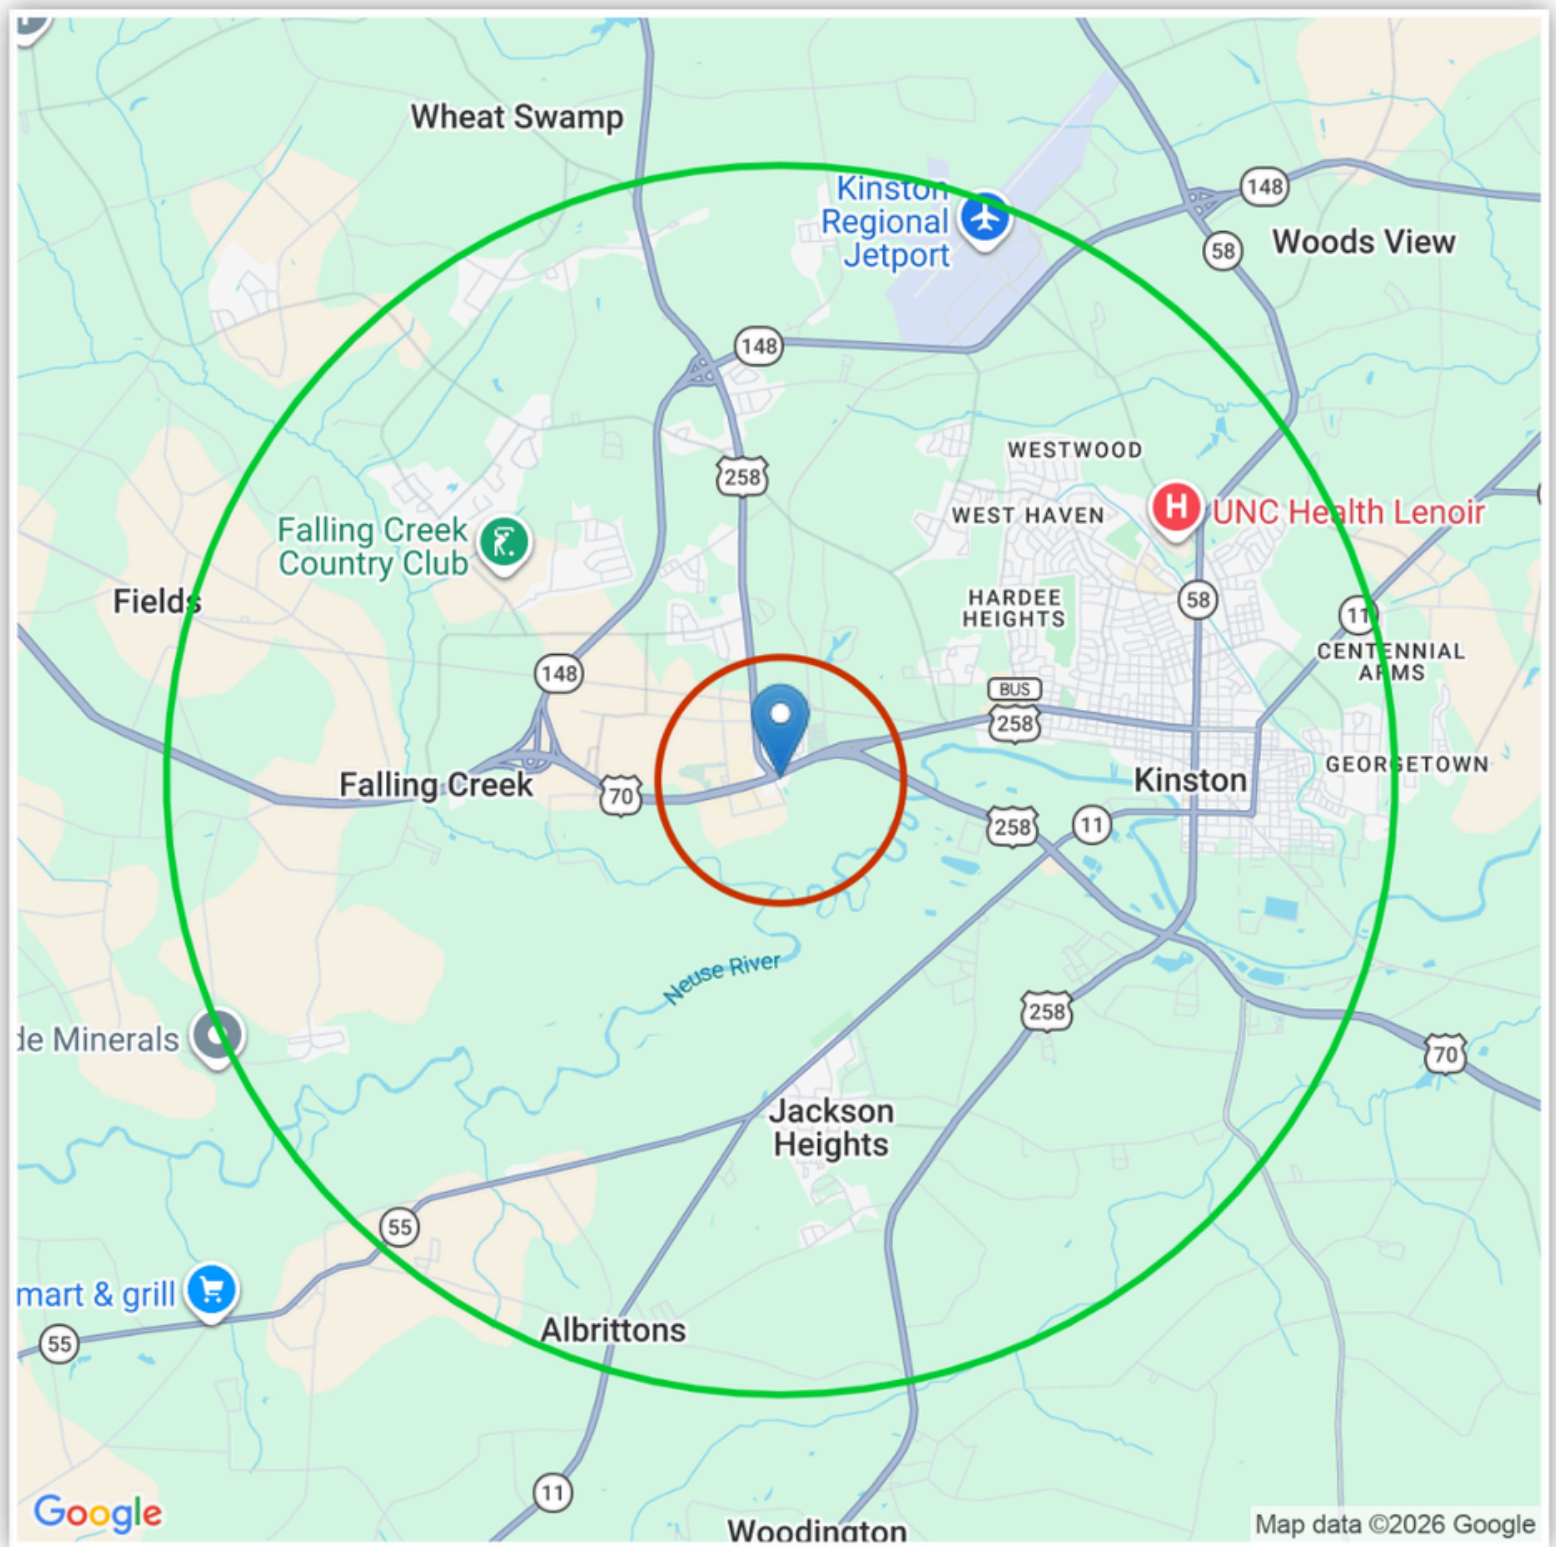 Wheat Swamp
Kinston
Regional
Jetport
148
58
Woods View
148
258
WESTWOOD
WEST HAVEN
UNC Health Lenoir
H
Falling Creek
Country Club
Fields
HARDEE
HEIGHTS
58
11
CENTENNIAL
ARMS
148
BUS
258
GEORGETOWN
Falling Creek
70
Kinston
258
11
Neuse River
258
de Minerals
70
Jackson
Heights
55
mart & grill
55
Albrittons
11
Woodington
Google
Map data ©2026 Google